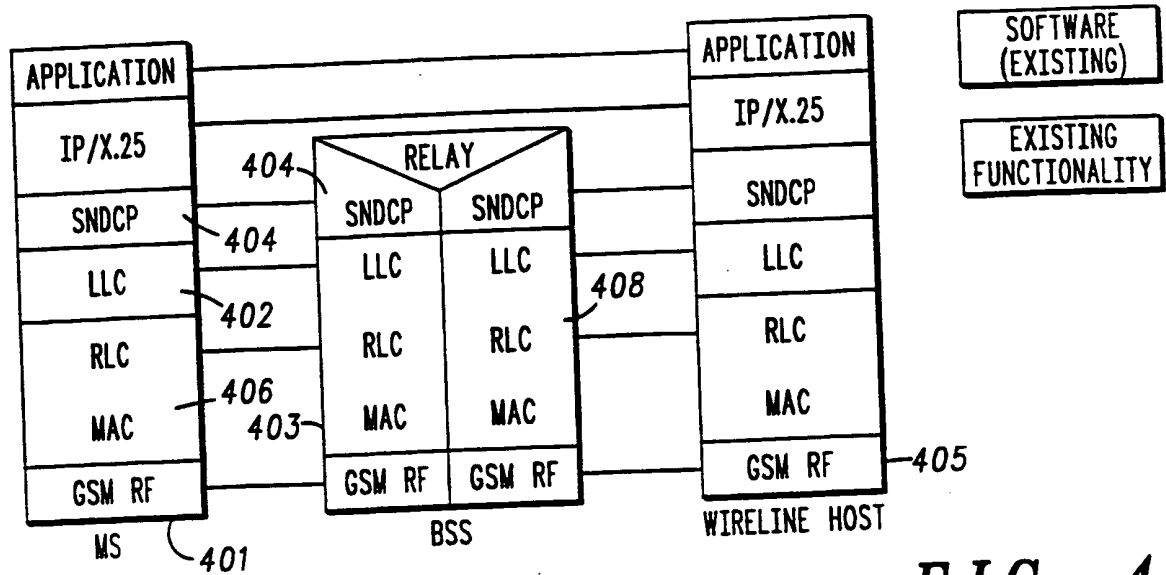 APPLICATION
IP/X.25
SNDCP
404
LLC
402
RLC
406
MAC
GSM RF
MS
401
RELAY
404
SNDCP SNDCP
LLC LLC
408
RLC RLC
403
MAC MAC
GSM RF GSM RF
BSS
APPLICATION
IP/X.25
SNDCP
LLC
RLC
MAC
GSM RF
405
WIRELINE HOST
SOFTWARE
(EXISTING)
EXISTING
FUNCTIONALITY